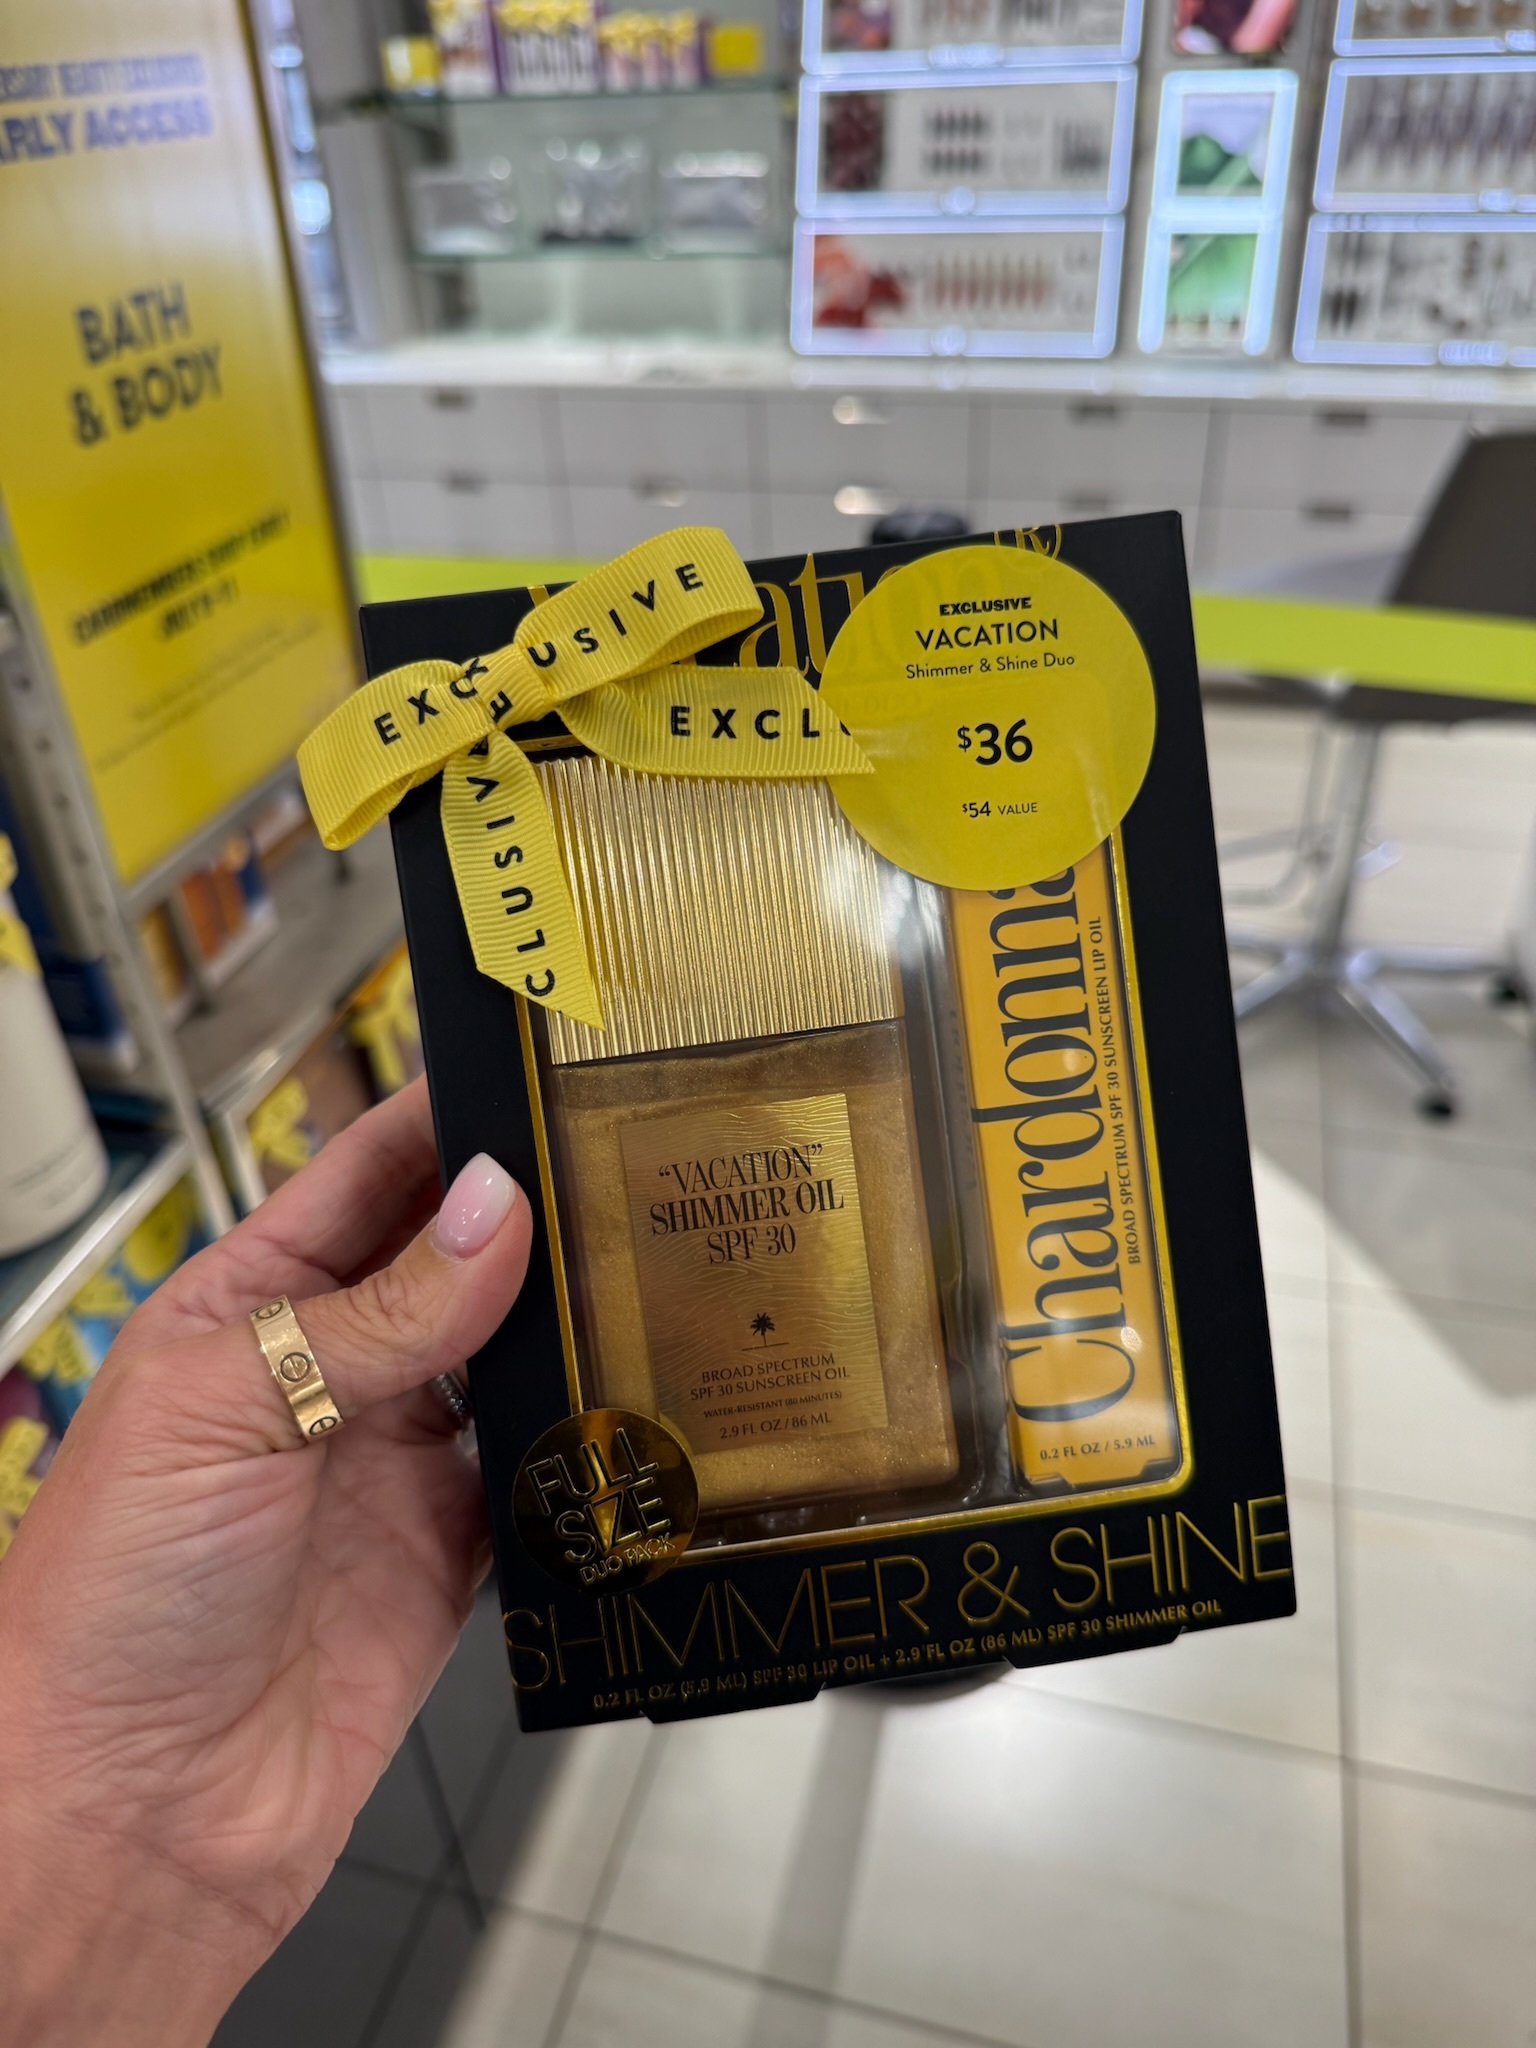 ARLY ACCESS
BATH
& BODY
EXCLUSIVE
EXCL
CLUSIVE
EXCLUSIVE
VACATION
Shimmer & Shine Duo
$36
$54 VALUE
"VACATION"
SHIMMER OIL
SPF 30
BROAD SPECTRUM
SPF 30 SUNSCREEN OIL
WATER-RESISTANT (80 MINUTES)
2.9 FL OZ / 86 ML
Chardonna
BROAD SPECTRUM SPF 30 SUNSCREEN LIP OIL
0.2 FL OZ / 5.9 ML
FULL
SIZE
DUO PACK
SHIMMER & SHINE
0.2 FL OZ (5.9 ML) SPF 30 LIP OIL + 2.9 FL OZ (86 ML) SPF 30 SHIMMER OIL